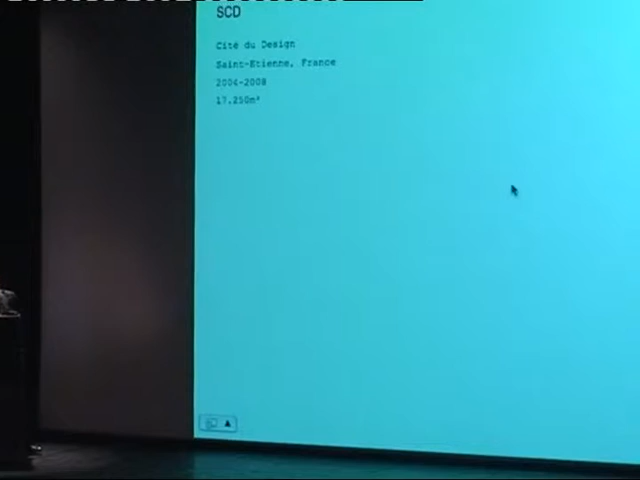 SCD
Cité du Design
Saint-Etienne, France
2004-2008
17.250m²